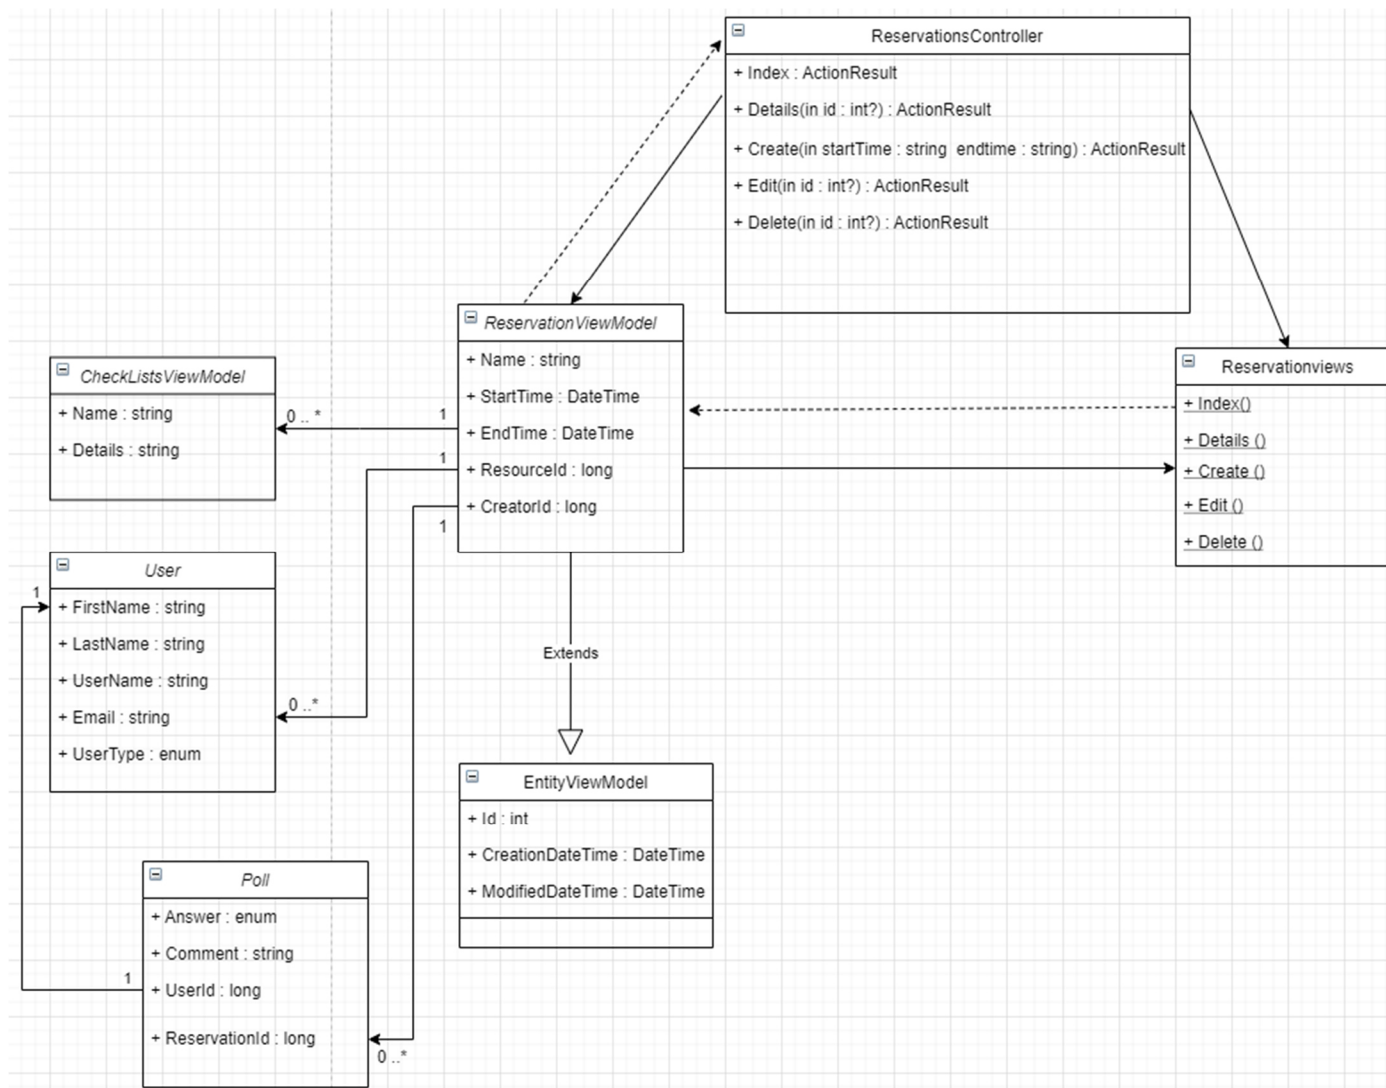 ReservationsController
+ Index : ActionResult
+ Details(in id : int?) : ActionResult
+ Create(in startTime : string  endtime : string) : ActionResult
+ Edit(in id : int?) : ActionResult
+ Delete(in id : int?) : ActionResult
ReservationViewModel
+ Name : string
+ StartTime : DateTime
+ EndTime : DateTime
+ ResourceId : long
+ CreatorId : long
Reservationviews
+ Index()
+ Details ()
+ Create ()
+ Edit ()
+ Delete ()
CheckListsViewModel
+ Name : string
+ Details : string
0 .. *
1
1
1
User
+ FirstName : string
+ LastName : string
+ UserName : string
+ Email : string
+ UserType : enum
1
0 ..*
Extends
EntityViewModel
+ Id : int
+ CreationDateTime : DateTime
+ ModifiedDateTime : DateTime
Poll
+ Answer : enum
+ Comment : string
+ UserId : long
+ ReservationId : long
1
0 ..*